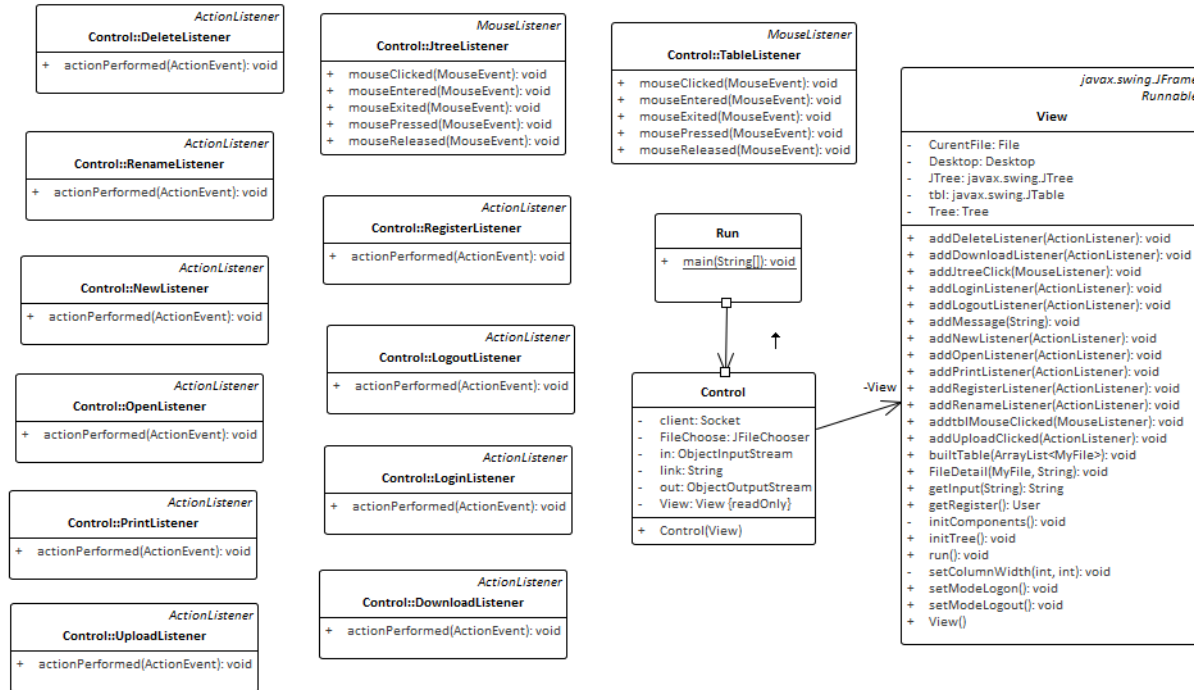 ActionListener
Control::DeleteListener
+ actionPerformed(ActionEvent): void
ActionListener
Control::RenameListener
+ actionPerformed(ActionEvent): void
ActionListener
Control::NewListener
+ actionPerformed(ActionEvent): void
ActionListener
Control::OpenListener
+ actionPerformed(ActionEvent): void
ActionListener
Control::PrintListener
+ actionPerformed(ActionEvent): void
ActionListener
Control::UploadListener
+ actionPerformed(ActionEvent): void
MouseListener
Control::JtreeListener
+ mouseClicked(MouseEvent): void
+ mouseEntered(MouseEvent): void
+ mouseExited(MouseEvent): void
+ mousePressed(MouseEvent): void
+ mouseReleased(MouseEvent): void
ActionListener
Control::RegisterListener
+ actionPerformed(ActionEvent): void
ActionListener
Control::LogoutListener
+ actionPerformed(ActionEvent): void
ActionListener
Control::LoginListener
+ actionPerformed(ActionEvent): void
ActionListener
Control::DownloadListener
+ actionPerformed(ActionEvent): void
MouseListener
Control::TableListener
+ mouseClicked(MouseEvent): void
+ mouseEntered(MouseEvent): void
+ mouseExited(MouseEvent): void
+ mousePressed(MouseEvent): void
+ mouseReleased(MouseEvent): void
Run
+ main(String[]): void
Control
- client: Socket
- FileChoose: JFileChooser
- in: ObjectInputStream
- link: String
- out: ObjectOutputStream
- View: View {readOnly}
+ Control(View)
-View
javax.swing.JFrame
Runnable
View
- CurentFile: File
- Desktop: Desktop
- JTree: javax.swing.JTree
- tbl: javax.swing.JTable
- Tree: Tree
+ addDeleteListener(ActionListener): void
+ addDownloadListener(ActionListener): void
+ addJtreeClick(MouseListener): void
+ addLoginListener(ActionListener): void
+ addLogoutListener(ActionListener): void
+ addMessage(String): void
+ addNewListener(ActionListener): void
+ addOpenListener(ActionListener): void
+ addPrintListener(ActionListener): void
+ addRegisterListener(ActionListener): void
+ addRenameListener(ActionListener): void
+ addtblMouseClicked(MouseListener): void
+ addUploadClicked(ActionListener): void
+ builtTable(ArrayList<MyFile>): void
+ FileDetail(MyFile, String): void
+ getInput(String): String
+ getRegister(): User
- initComponents(): void
+ initTree(): void
+ run(): void
- setColumnWidth(int, int): void
+ setModeLogon(): void
+ setModeLogout(): void
+ View()